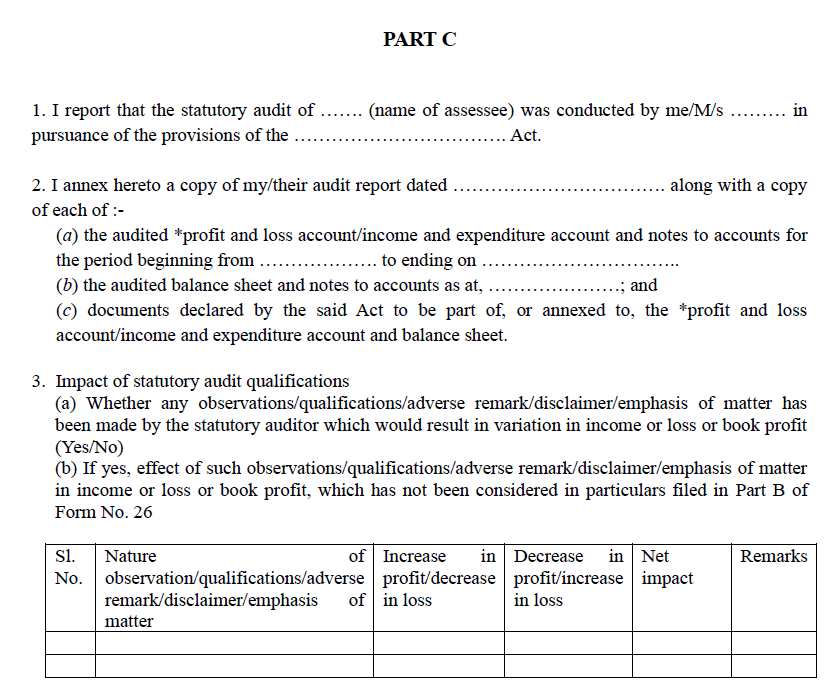 PART C
1. I report that the statutory audit of ....... (name of assessee) was conducted by me/M/s ......... in
pursuance of the provisions of the .................................. Act.
2. I annex hereto a copy of my/their audit report dated .................................. along with a copy
of each of :-
(a) the audited *profit and loss account/income and expenditure account and notes to accounts for
the period beginning from ................... to ending on ................................
(b) the audited balance sheet and notes to accounts as at, .....................; and
(c) documents declared by the said Act to be part of, or annexed to, the *profit and loss
account/income and expenditure account and balance sheet.
3. Impact of statutory audit qualifications
(a) Whether any observations/qualifications/adverse remark/disclaimer/emphasis of matter has
been made by the statutory auditor which would result in variation in income or loss or book profit
(Yes/No)
(b) If yes, effect of such observations/qualifications/adverse remark/disclaimer/emphasis of matter
in income or loss or book profit, which has not been considered in particulars filed in Part B of
Form No. 26
Sl. Nature of Increase in Decrease in Net Remarks
No. observation/qualifications/adverse profit/decrease profit/increase impact
remark/disclaimer/emphasis of in loss in loss
matter